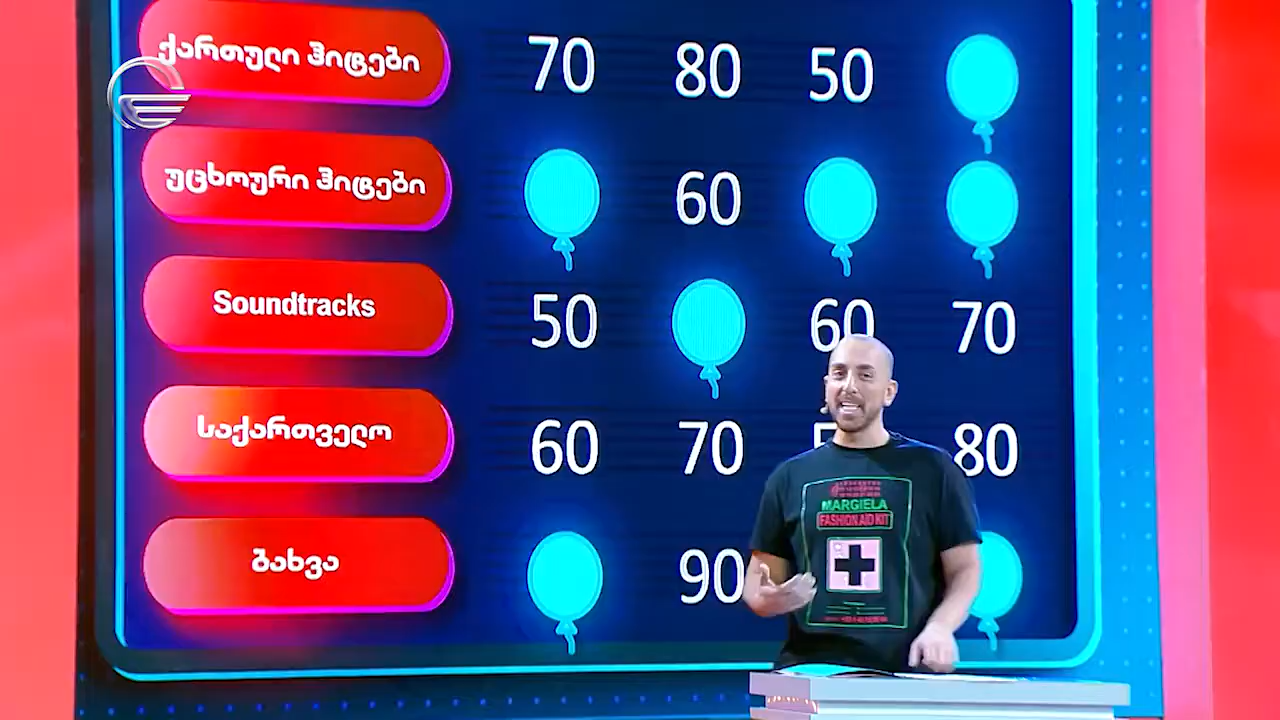 ქართული ჰიტები 70 80 50
უცხოური ჰიტები 60
Soundtracks 50 60 70
საქართველო 60 70 80
ბახვა 90
MARGIELA
FASHION AID KIT